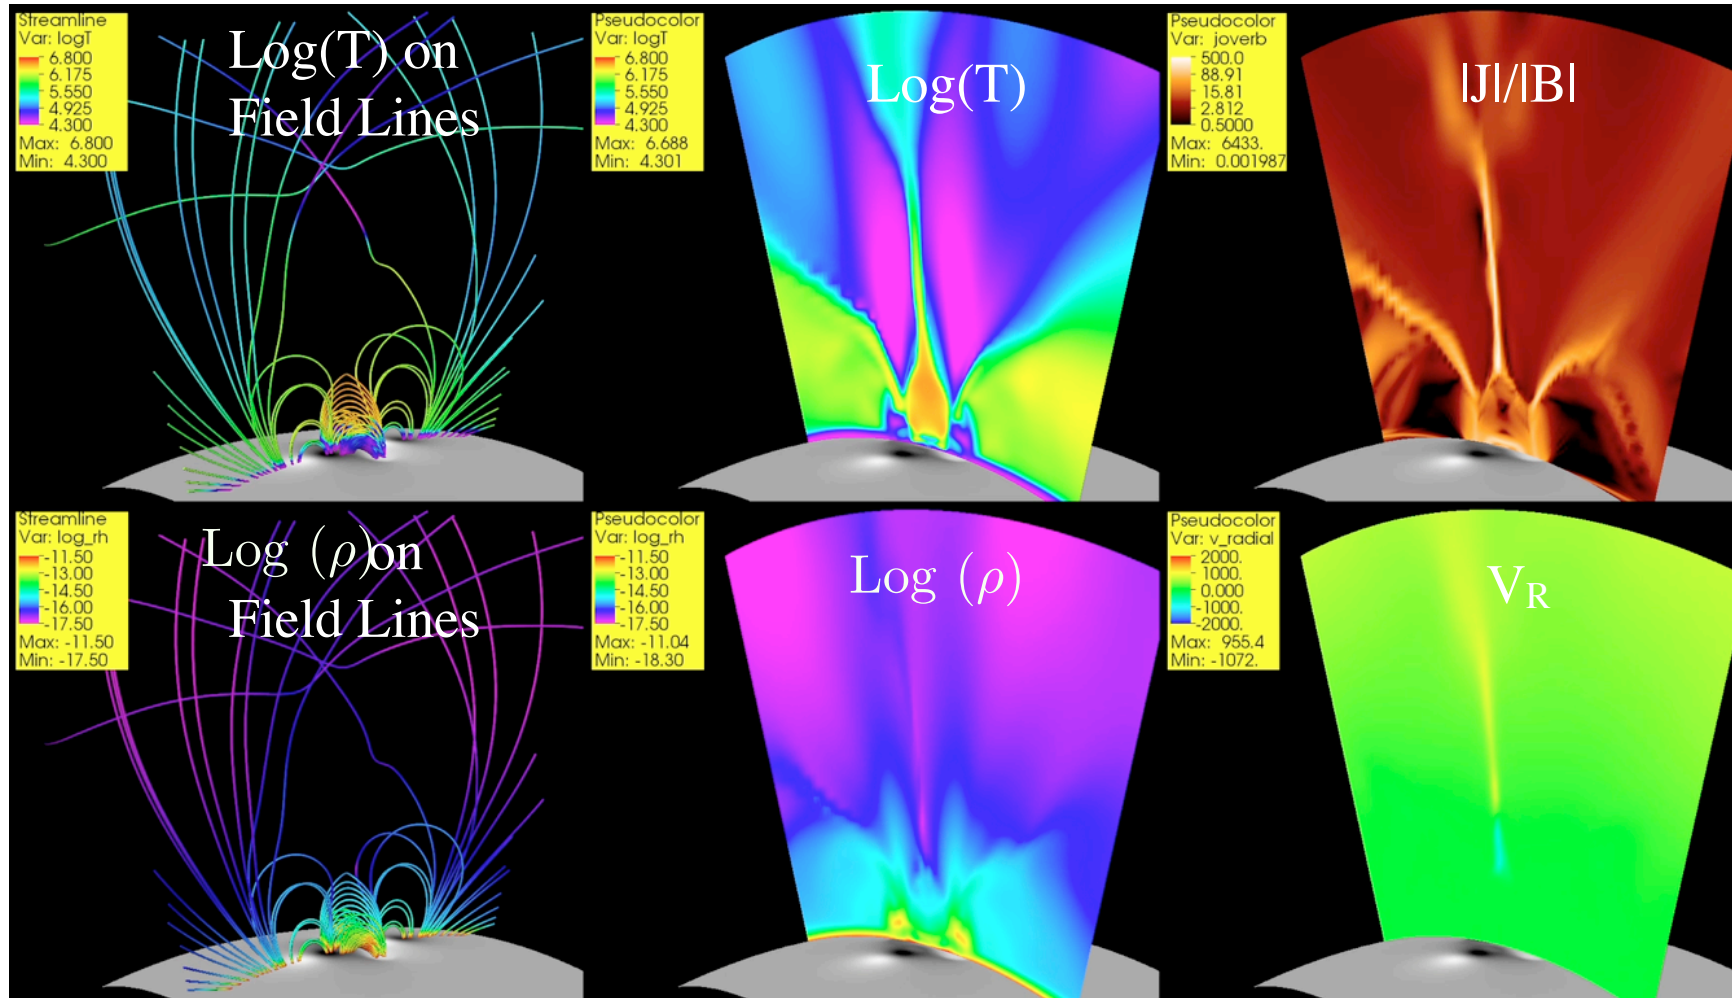 Streamline
Var: logT
6.800
6.175
5.550
4.925
4.300
Max: 6.800
Min: 4.300
Log(T) on
Field Lines
Pseudocolor
Var: logT
6.800
6.175
5.550
4.925
4.300
Max: 6.688
Min: 4.301
Log(T)
Pseudocolor
Var: joverb
500.0
88.91
15.81
2.812
0.5000
Max: 6433.
Min: 0.001987
|J|/|B|
Streamline
Var: log_rh
-11.50
-13.00
-14.50
-16.00
-17.50
Max: -11.50
Min: -17.50
Log (ρ)on
Field Lines
Pseudocolor
Var: log_rh
-11.50
-13.00
-14.50
-16.00
-17.50
Max: -11.04
Min: -18.30
Log (ρ)
Pseudocolor
Var: v_radial
2000.
1000.
0.000
-1000.
-2000.
Max: 955.4
Min: -1072.
V_R